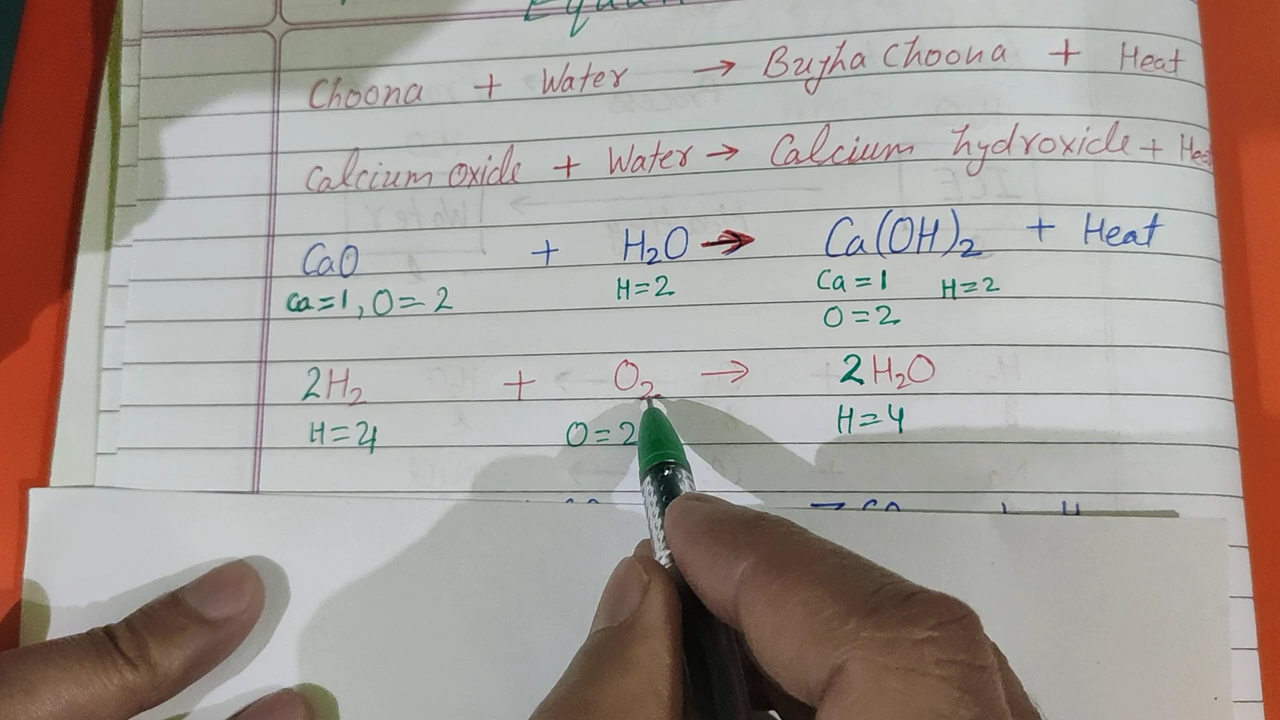 Choona + Water → Bujha Choona + Heat
Calcium oxide + Water → Calcium hydroxide +
CaO + H₂O → Ca(OH)₂ + Heat
Ca=1, O=2 H=2 Ca=1 H=2
O=2
2H₂ + O₂ → 2H₂O
H=4 O=2 H=4